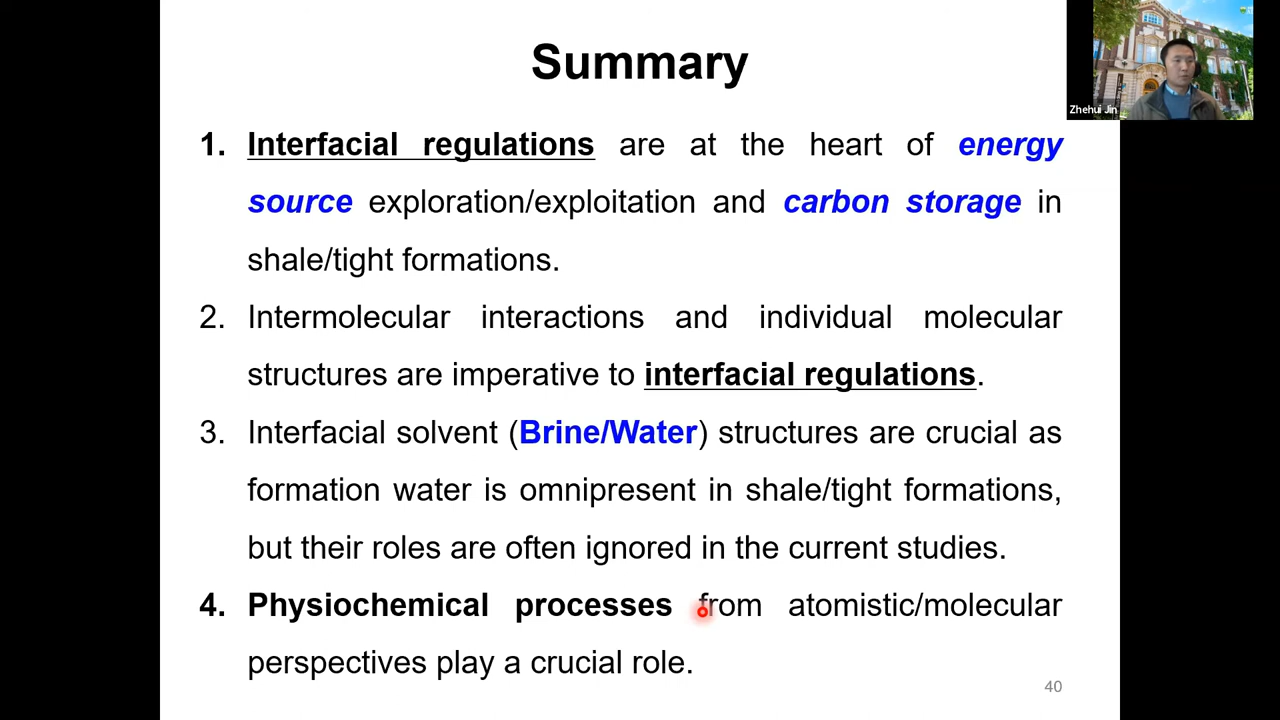 Summary
Zhehui Jin
1. Interfacial regulations are at the heart of energy
source exploration/exploitation and carbon storage in
shale/tight formations.
2. Intermolecular interactions and individual molecular
structures are imperative to interfacial regulations.
3. Interfacial solvent (Brine/Water) structures are crucial as
formation water is omnipresent in shale/tight formations,
but their roles are often ignored in the current studies.
4. Physiochemical processes from atomistic/molecular
perspectives play a crucial role.
40